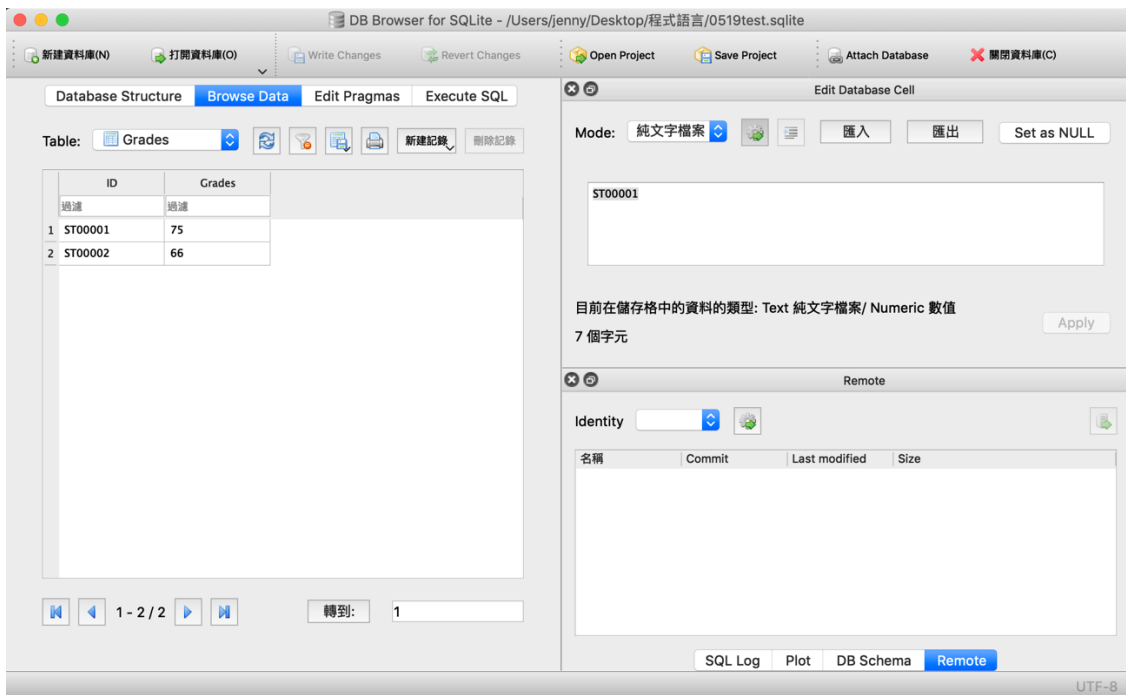 DB Browser for SQLite - /Users/jenny/Desktop/程式語言/0519test.sqlite
新建資料庫(N) 打開資料庫(O) Write Changes Revert Changes Open Project Save Project Attach Database 關閉資料庫(C)
Database Structure Browse Data Edit Pragmas Execute SQL
Table: Grades 新建記錄 刪除記錄
ID Grades
過濾 過濾
1 ST00001 75
2 ST00002 66
1 - 2 / 2 轉到: 1
Edit Database Cell
Mode: 純文字檔案 匯入 匯出 Set as NULL
ST00001
目前在儲存格中的資料的類型: Text 純文字檔案/ Numeric 數值
7 個字元
Apply
Remote
Identity
名稱 Commit Last modified Size
SQL Log Plot DB Schema Remote
UTF-8